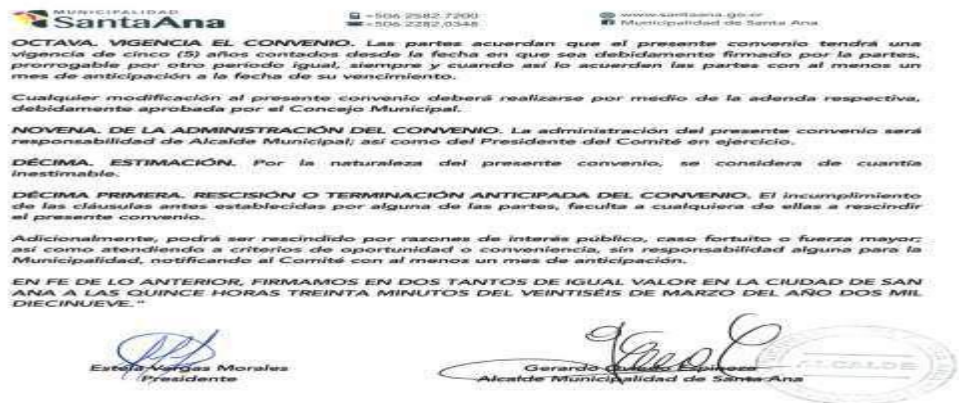 MUNICIPALIDAD
SantaAna
+506 2582.7200
+506 2282.0348
www.santaana.go.cr
Municipalidad de Santa Ana
OCTAVA. VIGENCIA EL CONVENIO. Las partes acuerdan que el presente convenio tendrá una
vigencia de cinco (5) años contados desde la fecha en que sea debidamente firmado por la partes,
prorrogable por otro período igual, siempre y cuando así lo acuerden las partes con al menos un
mes de anticipación a la fecha de su vencimiento.
Cualquier modificación al presente convenio deberá realizarse por medio de la adenda respectiva,
debidamente aprobada por el Concejo Municipal.
NOVENA. DE LA ADMINISTRACIÓN DEL CONVENIO. La administración del presente convenio será
responsabilidad de Alcalde Municipal; así como del Presidente del Comité en ejercicio.
DÉCIMA. ESTIMACIÓN. Por la naturaleza del presente convenio, se considera de cuantía
inestimable.
DÉCIMA PRIMERA. RESCISIÓN O TERMINACIÓN ANTICIPADA DEL CONVENIO. El incumplimiento
de las cláusulas antes establecidas por alguna de las partes, faculta a cualquiera de ellas a rescindir
el presente convenio.
Adicionalmente, podrá ser rescindido por razones de interés público, caso fortuito o fuerza mayor;
así como atendiendo a criterios de oportunidad o conveniencia, sin responsabilidad alguna para la
Municipalidad, notificando al Comité con al menos un mes de anticipación.
EN FE DE LO ANTERIOR, FIRMAMOS EN DOS TANTOS DE IGUAL VALOR EN LA CIUDAD DE SAN
ANA A LAS QUINCE HORAS TREINTA MINUTOS DEL VEINTISÉIS DE MARZO DEL AÑO DOS MIL
DIECINUEVE."
Estela Vargas Morales
Presidente
Gerardo Espinoza
Alcalde Municipalidad de Santa Ana
ALCALDE